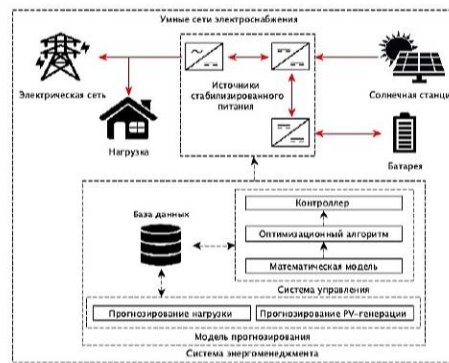 Умные сети электроснабжения
Электрическая сеть
Источники
стабилизированного
питания
Солнечная станци
Нагрузка
Батарея
База данных
Контроллер
Оптимизационный алгоритм
Математическая модель
Система управления
Прогнозирование нагрузки
Прогнозирование PV-генерации
Модель прогнозирования
Система энергоменеджмента